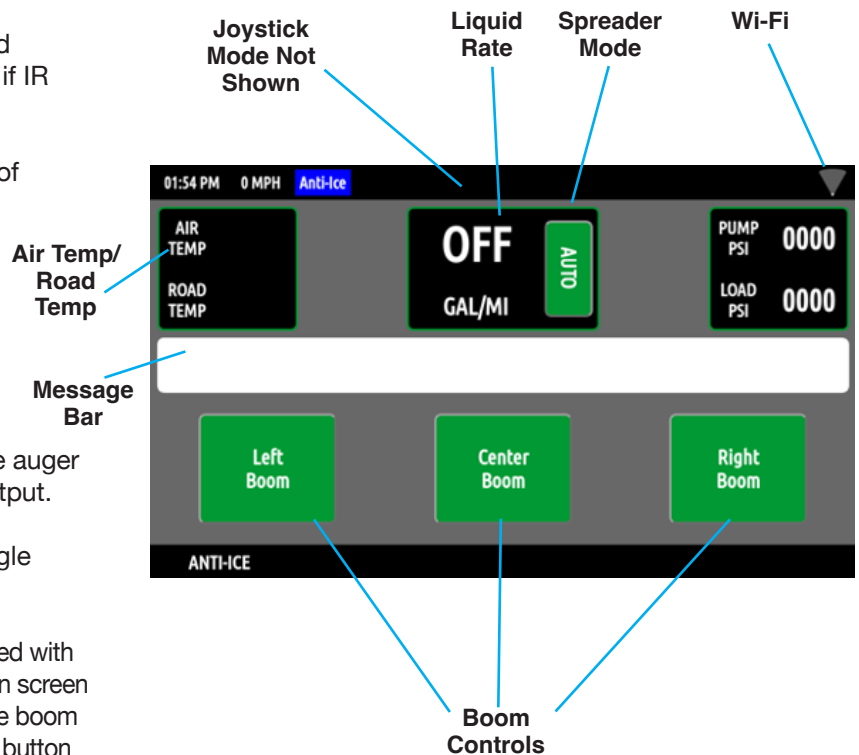 d
if IR
of
e auger
tput.
gle
ed with
n screen
e boom
button
Joystick
Mode Not
Shown
Liquid
Rate
Spreader
Mode
Wi-Fi
Air Temp/
Road
Temp
Message
Bar
01:54 PM 0 MPH Anti-Ice
AIR
TEMP
ROAD
TEMP
OFF
GAL/MI
AUTO
PUMP
PSI 0000
LOAD
PSI 0000
Left
Boom
Center
Boom
Right
Boom
ANTI-ICE
Boom
Controls